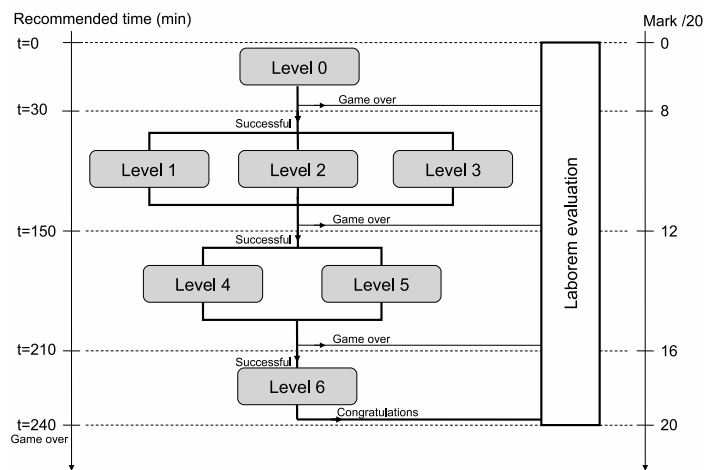 Recommended time (min)
Mark /20
t=0
0
Level 0
Game over
t=30
8
Successful
Level 1
Level 2
Level 3
Laborem evaluation
Game over
t=150
12
Successful
Level 4
Level 5
Game over
t=210
16
Successful
Level 6
Congratulations
t=240
20
Game over